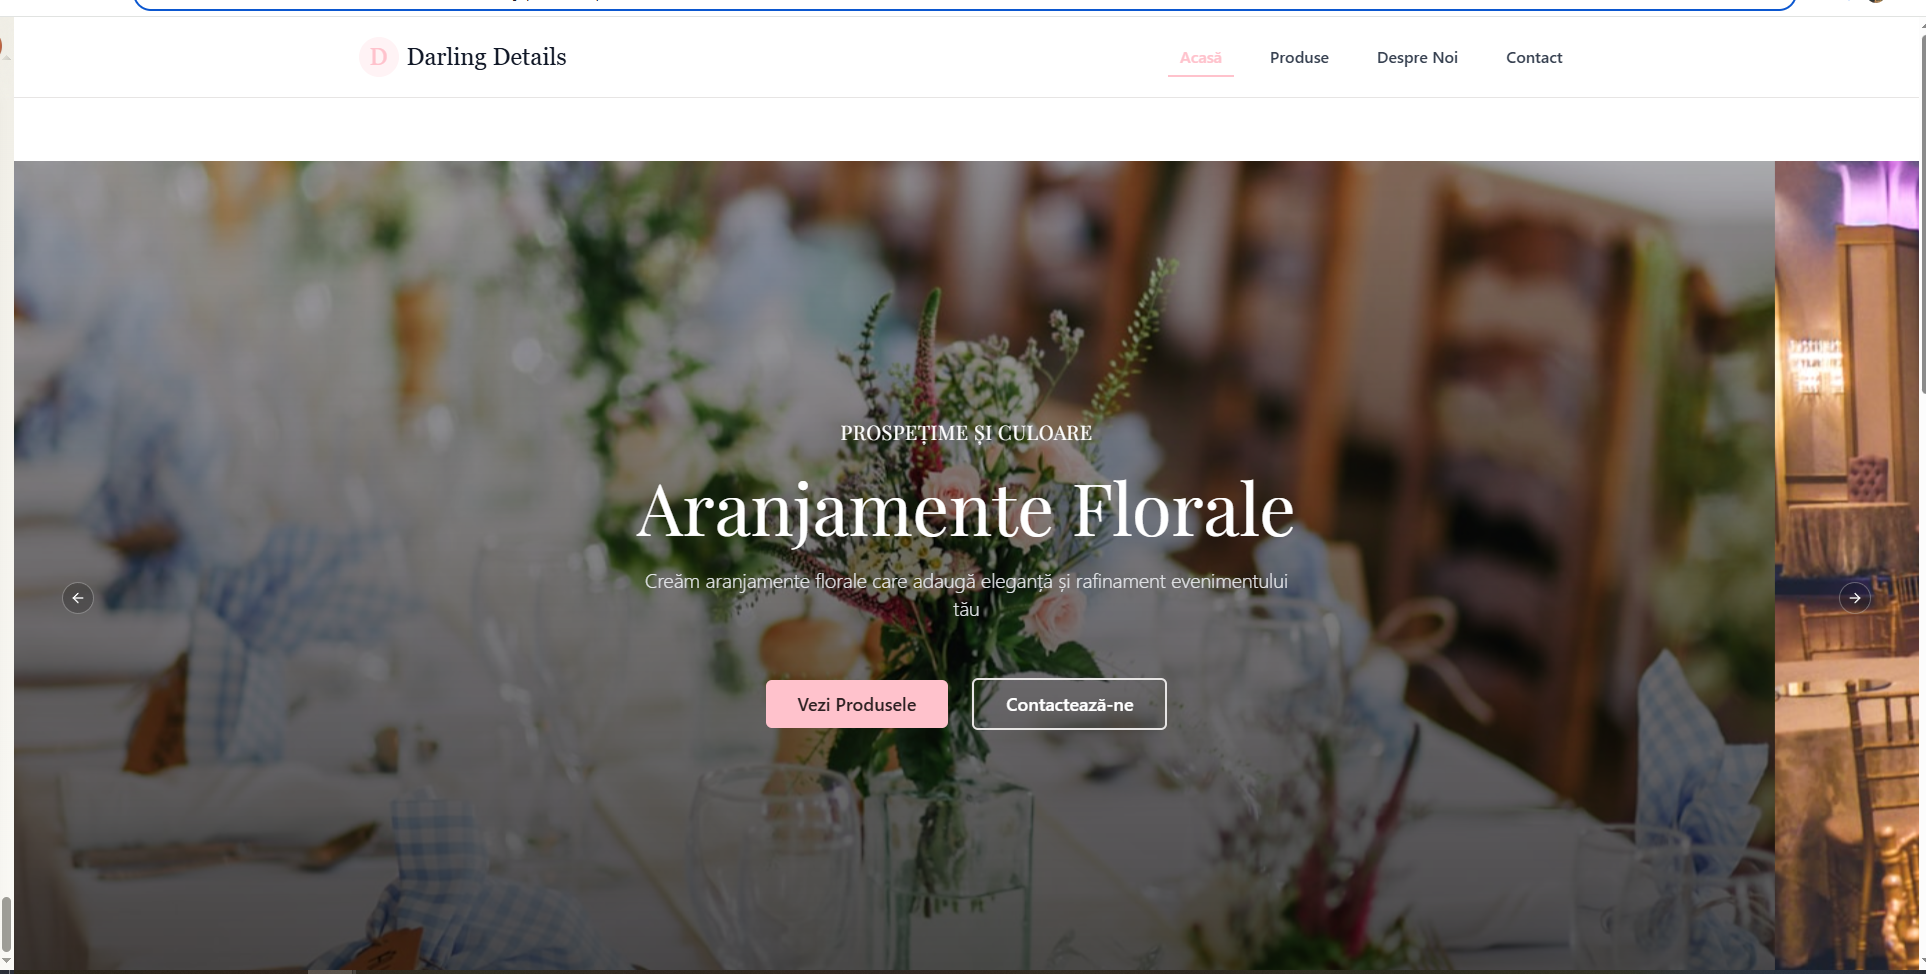 D Darling Details
Acasă Produse Despre Noi Contact
PROSPEȚIME ȘI CULOARE
Aranjamente Florale
Creăm aranjamente florale care adaugă eleganță și rafinament evenimentului
tău
Vezi Produsele Contactează-ne